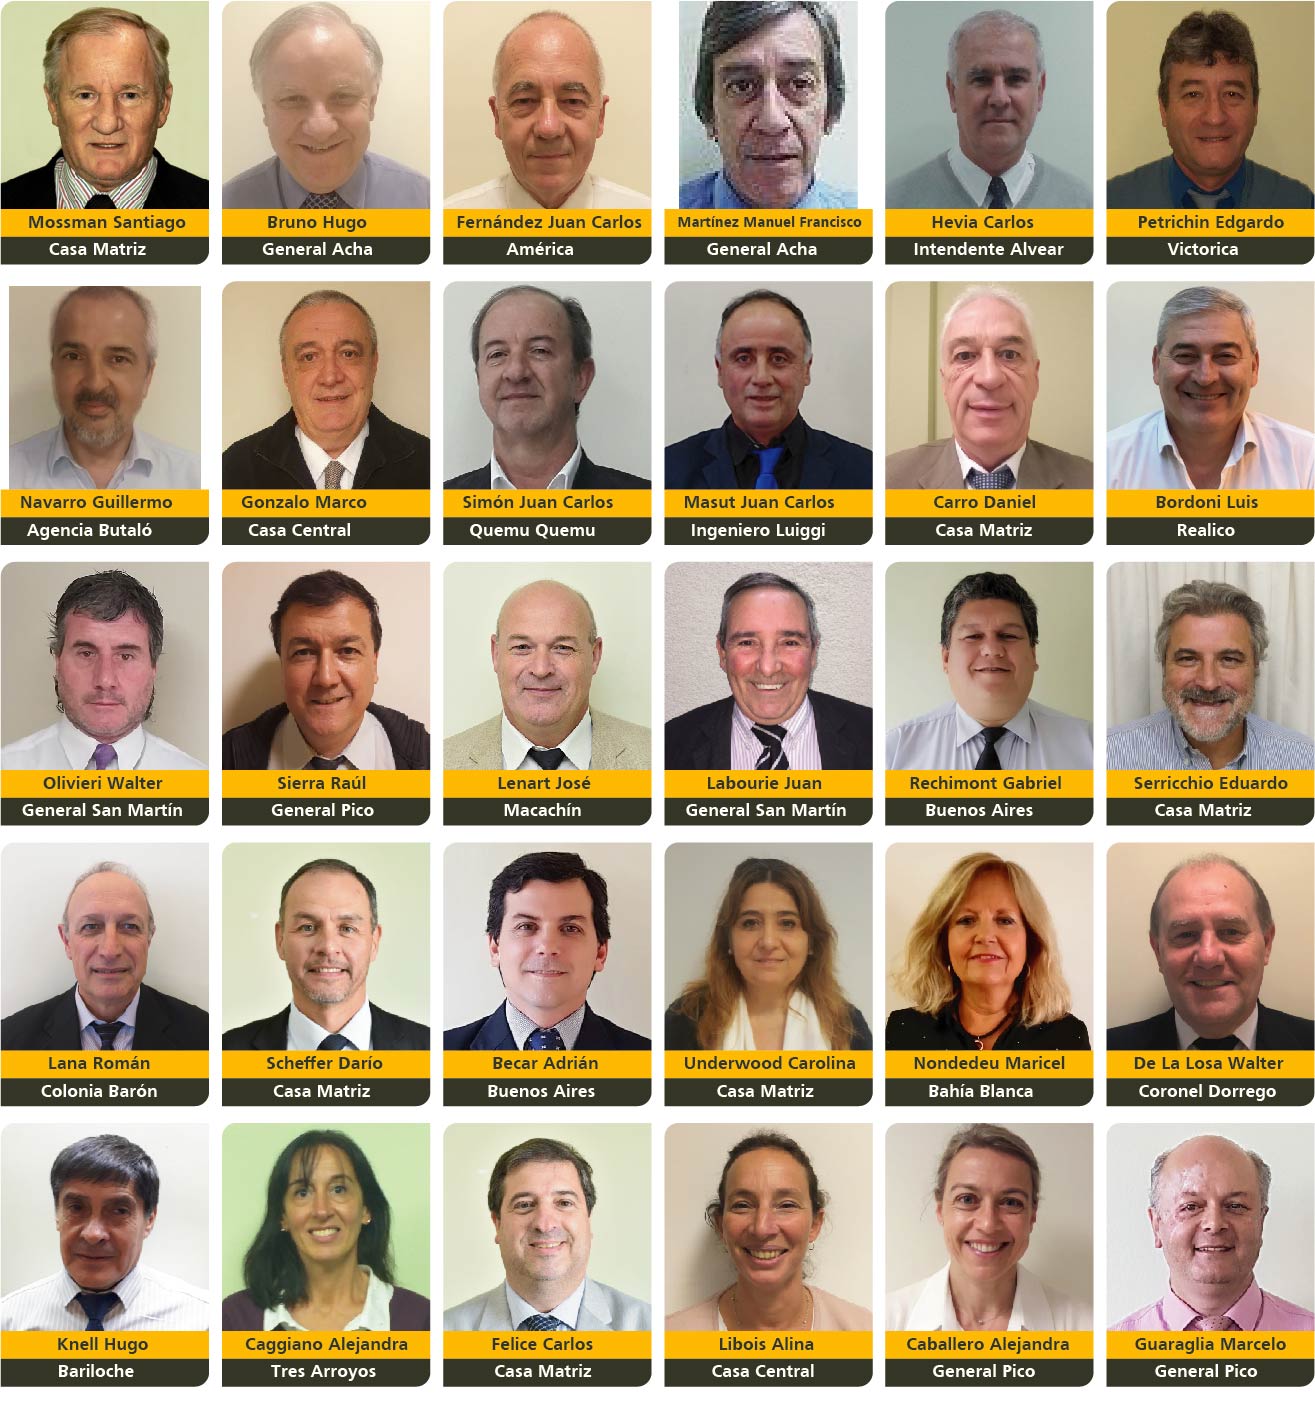 Mossman Santiago
Casa Matriz
Bruno Hugo
General Acha
Fernández Juan Carlos
América
Martínez Manuel Francisco
General Acha
Hevia Carlos
Intendente Alvear
Petrichin Edgardo
Victorica
Navarro Guillermo
Agencia Butaló
Gonzalo Marco
Casa Central
Simón Juan Carlos
Quemu Quemu
Masut Juan Carlos
Ingeniero Luiggi
Carro Daniel
Casa Matriz
Bordoni Luis
Realico
Olivieri Walter
General San Martín
Sierra Raúl
General Pico
Lenart José
Macachín
Labourie Juan
General San Martín
Rechimont Gabriel
Buenos Aires
Serricchio Eduardo
Casa Matriz
Lana Román
Colonia Barón
Scheffer Darío
Casa Matriz
Becar Adrián
Buenos Aires
Underwood Carolina
Casa Matriz
Nondedeu Maricel
Bahía Blanca
De La Losa Walter
Coronel Dorrego
Knell Hugo
Bariloche
Caggiano Alejandra
Tres Arroyos
Felice Carlos
Casa Matriz
Libois Alina
Casa Central
Caballero Alejandra
General Pico
Guaraglia Marcelo
General Pico